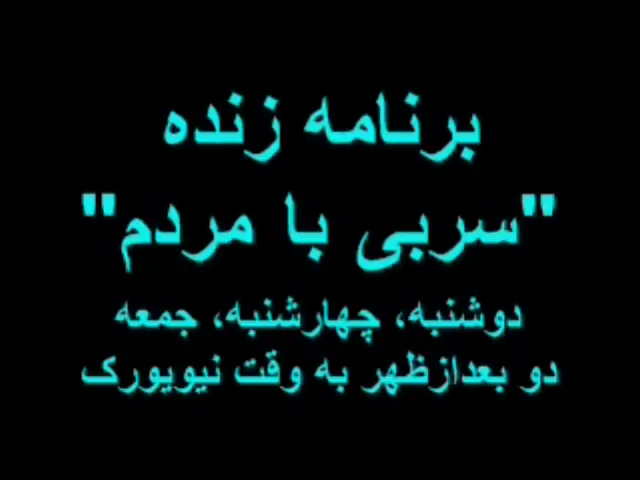 برنامه زنده
"سربی با مردم"
دوشنبه، چهارشنبه، جمعه
دو بعدازظهر به وقت نیویورک